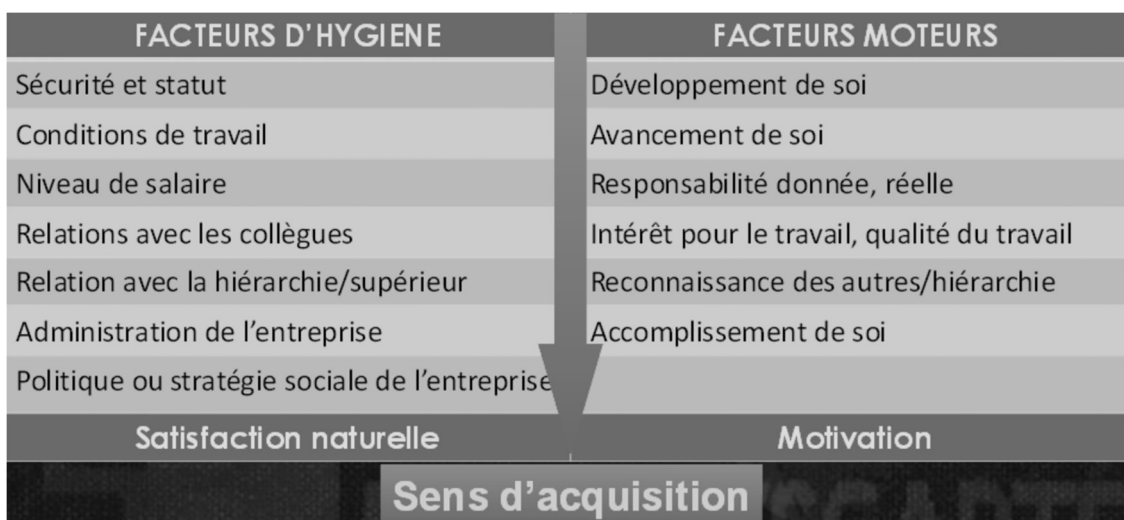 FACTEURS D'HYGIENE
Sécurité et statut
Conditions de travail
Niveau de salaire
Relations avec les collègues
Relation avec la hiérarchie/supérieur
Administration de l'entreprise
Politique ou stratégie sociale de l'entreprise
Satisfaction naturelle
FACTEURS MOTEURS
Développement de soi
Avancement de soi
Responsabilité donnée, réelle
Intérêt pour le travail, qualité du travail
Reconnaissance des autres/hiérarchie
Accomplissement de soi
Motivation
Sens d'acquisition